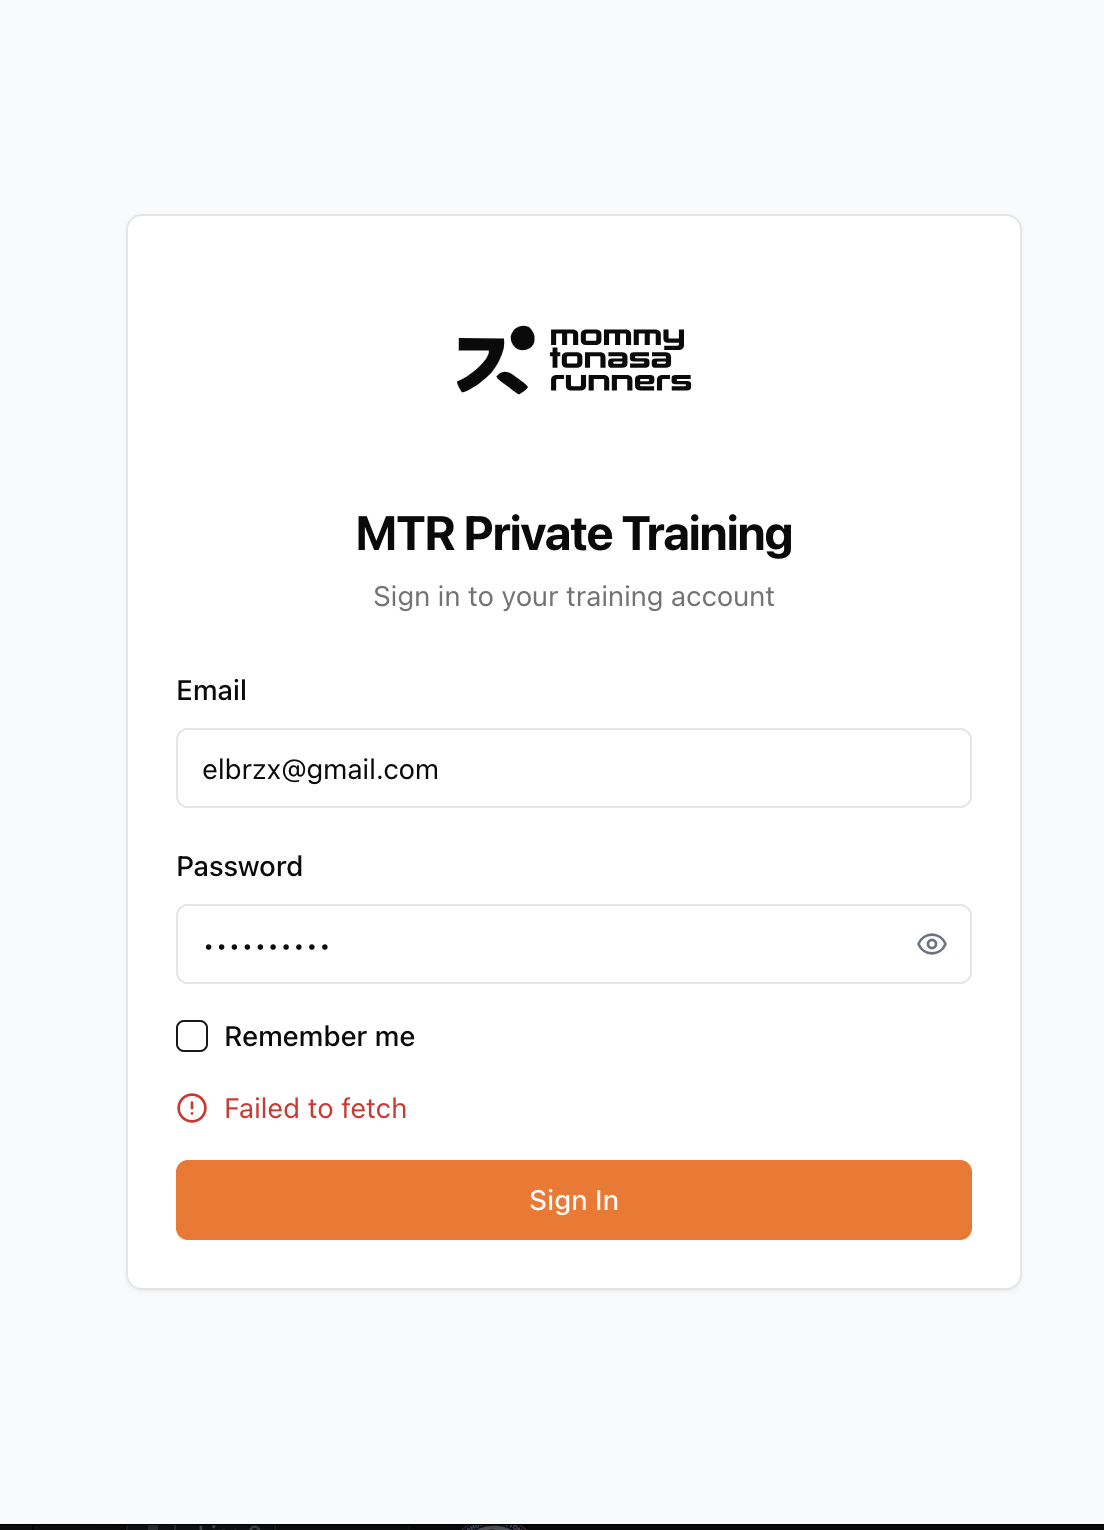 mommy
tonasa
runners
MTR Private Training
Sign in to your training account
Email
elbrzx@gmail.com
Password
••••••••••
Remember me
Failed to fetch
Sign In